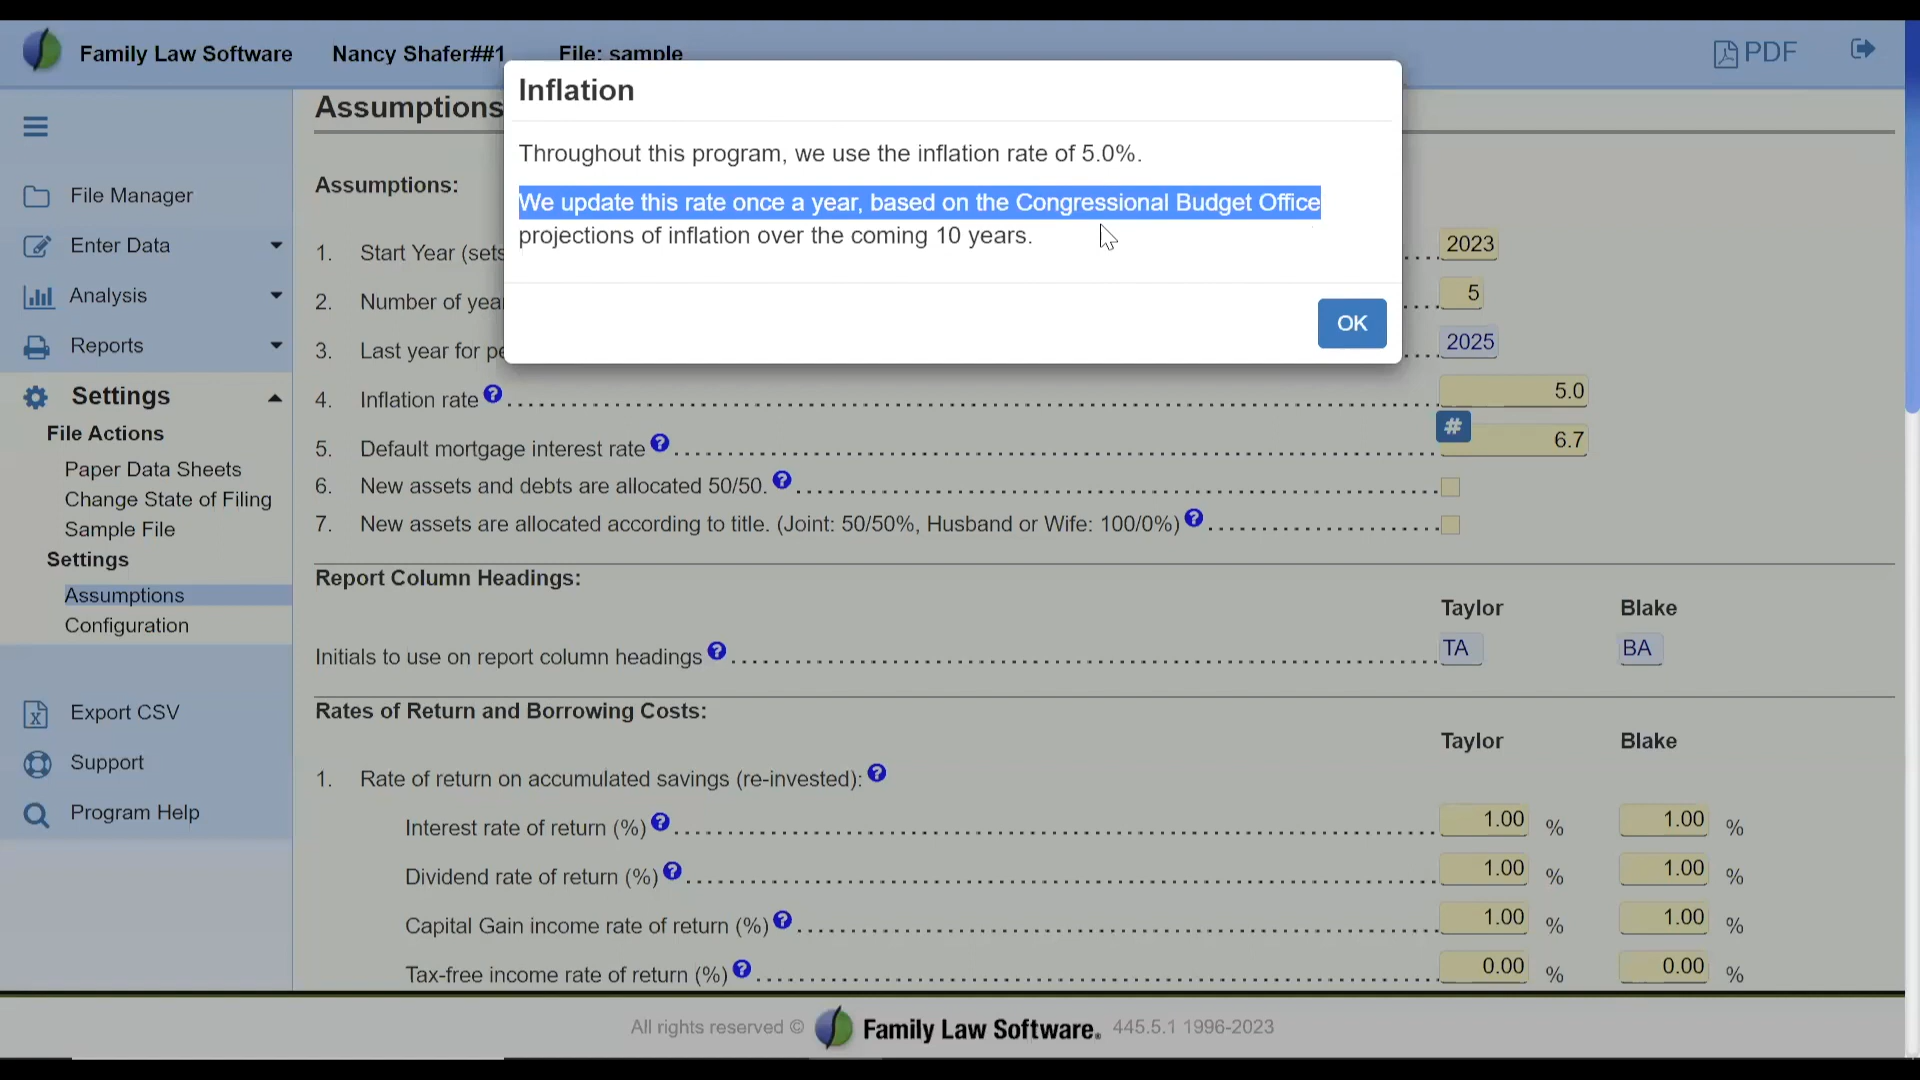 Family Law Software Nancy Shafer##1 File: sample PDF
Inflation
Throughout this program, we use the inflation rate of 5.0%.
We update this rate once a year, based on the Congressional Budget Office
projections of inflation over the coming 10 years.
OK
File Manager
Enter Data
Analysis
Reports
Settings
File Actions
Paper Data Sheets
Change State of Filing
Sample File
Settings
Assumptions
Configuration
Export CSV
Support
Program Help
Assumptions
Assumptions:
1. Start Year (sets 2023
2. Number of year 5
3. Last year for pe 2025
4. Inflation rate ? 5.0
#
5. Default mortgage interest rate ? 6.7
6. New assets and debts are allocated 50/50. ?
7. New assets are allocated according to title. (Joint: 50/50%, Husband or Wife: 100/0%) ?
Report Column Headings:
Taylor Blake
Initials to use on report column headings ? TA BA
Rates of Return and Borrowing Costs:
Taylor Blake
1. Rate of return on accumulated savings (re-invested): ?
Interest rate of return (%) ? 1.00 % 1.00 %
Dividend rate of return (%) ? 1.00 % 1.00 %
Capital Gain income rate of return (%) ? 1.00 % 1.00 %
Tax-free income rate of return (%) ? 0.00 % 0.00 %
All rights reserved © Family Law Software. 445.5.1 1996-2023